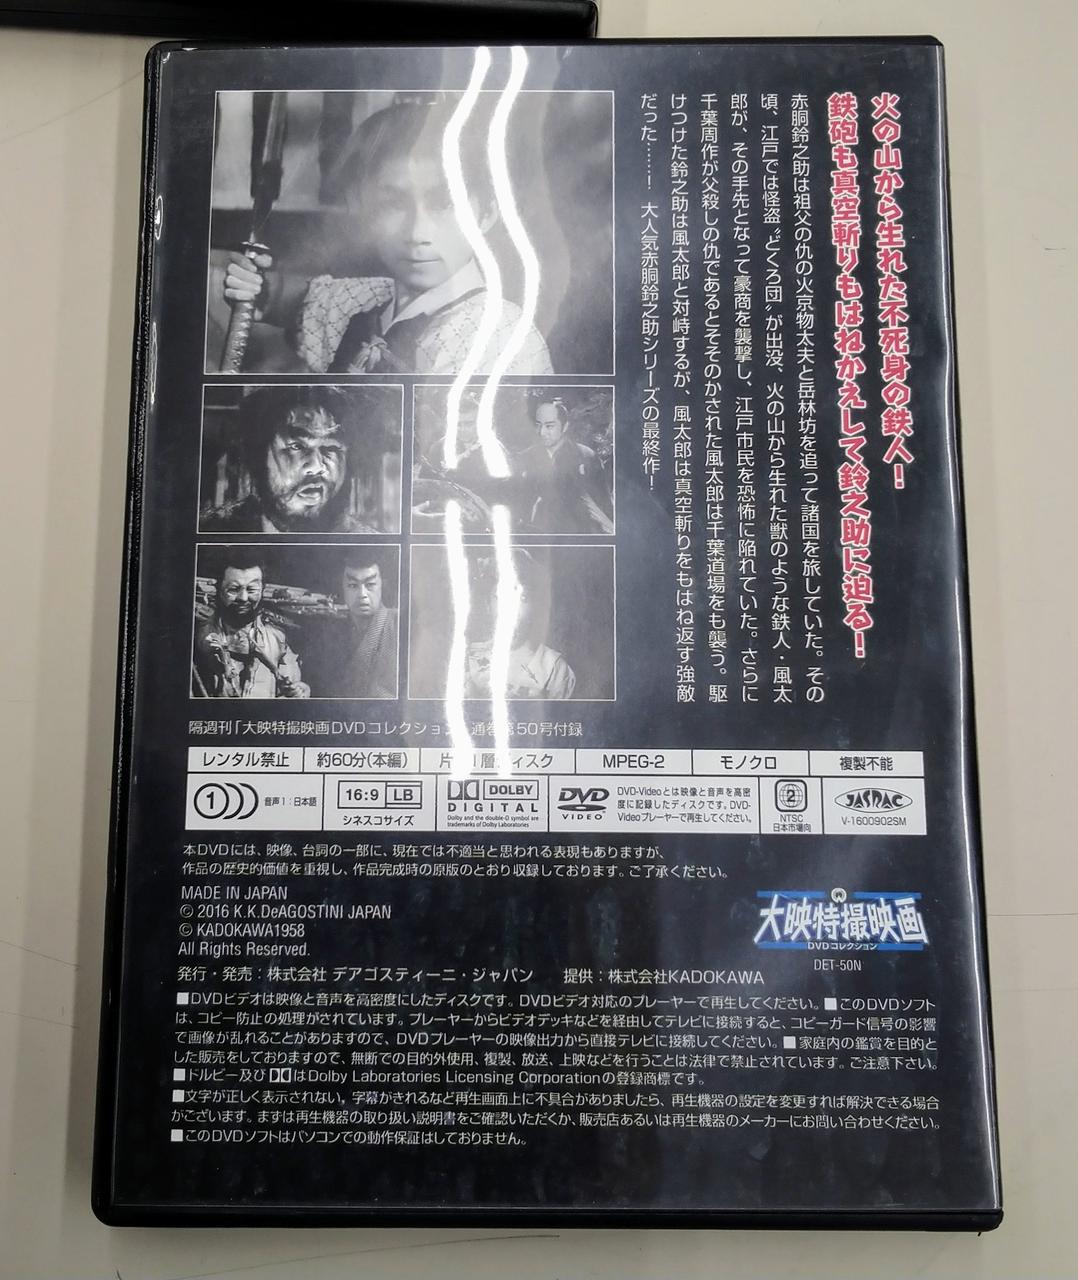 火の山から生れた不死身の鉄人！
鉄砲も真空斬りもはねかえして鈴之助に迫る！
赤胴鈴之助は祖父の仇の火京物太夫と岳林坊を追って諸国を旅していた。その
頃、江戸では怪盗〝どくろ団〟が出没、火の山から生れた獣のような鉄人・風太
郎が、その手先となって豪商を襲撃し、江戸市民を恐怖に陥れていた。さらに
千葉周作が父殺しの仇であるとそそのかされた風太郎は千葉道場をも襲う。駆
けつけた鈴之助は風太郎と対峙するが、風太郎は真空斬りをもはね返す強敵
だった……！　大人気赤胴鈴之助シリーズの最終作！
隔週刊「大映特撮映画DVDコレクション」通巻第50号付録
レンタル禁止 約60分(本編) 片面1層ディスク MPEG-2 モノクロ 複製不能
1 音声1：日本語
16:9 LB
シネスコサイズ
DOLBY
DIGITAL
Dolby and the double-D symbol are
trademarks of Dolby Laboratories
DVD
VIDEO
DVD-Videoとは映像と音声を高密
度に記録したディスクです。DVD-
Videoプレーヤーで再生してください。
2
NTSC
日本市場向
JASRAC
V-1600902SM
本DVDには、映像、台詞の一部に、現在では不適当と思われる表現もありますが、
作品の歴史的価値を重視し、作品完成時の原版のとおり収録しております。ご了承ください。
MADE IN JAPAN
© 2016 K.K.DeAGOSTINI JAPAN
© KADOKAWA1958
All Rights Reserved.
大映特撮映画
DVDコレクション
DET-50N
発行・発売：株式会社 デアゴスティーニ・ジャパン　提供：株式会社KADOKAWA
■DVDビデオは映像と音声を高密度にしたディスクです。DVDビデオ対応のプレーヤーで再生してください。■このDVDソフト
は、コピー防止の処理がされています。プレーヤーからビデオデッキなどを経由してテレビに接続すると、コピーガード信号の影響
で画像が乱れることがありますので、DVDプレーヤーの映像出力から直接テレビに接続してください。■家庭内の鑑賞を目的と
した販売をしておりますので、無断での目的外使用、複製、放送、上映などを行うことは法律で禁止されています。ご注意下さい。
■ドルビー及びはDolby Laboratories Licensing Corporationの登録商標です。
■文字が正しく表示されない、字幕がきれるなど再生画面上に不具合がありましたら、再生機器の設定を変更すれば解決できる場合
がございます。まずは再生機器の取り扱い説明書をご確認いただくか、販売店あるいは再生機器のメーカーにお問い合わせください。
■このDVDソフトはパソコンでの動作保証はしておりません。